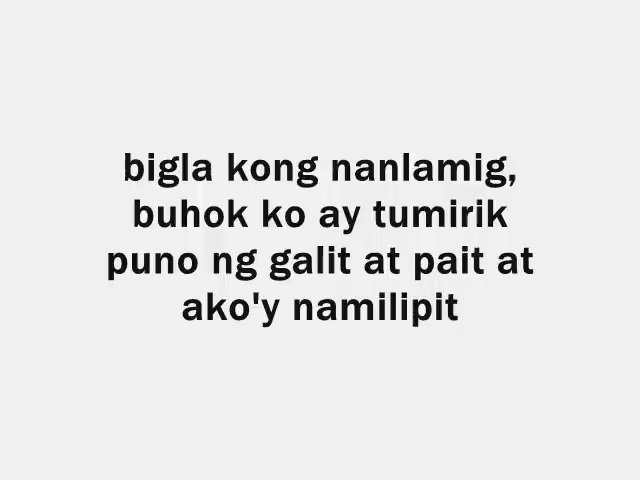 bigla kong nanlamig,
buhok ko ay tumirik
puno ng galit at pait at
ako'y namilipit